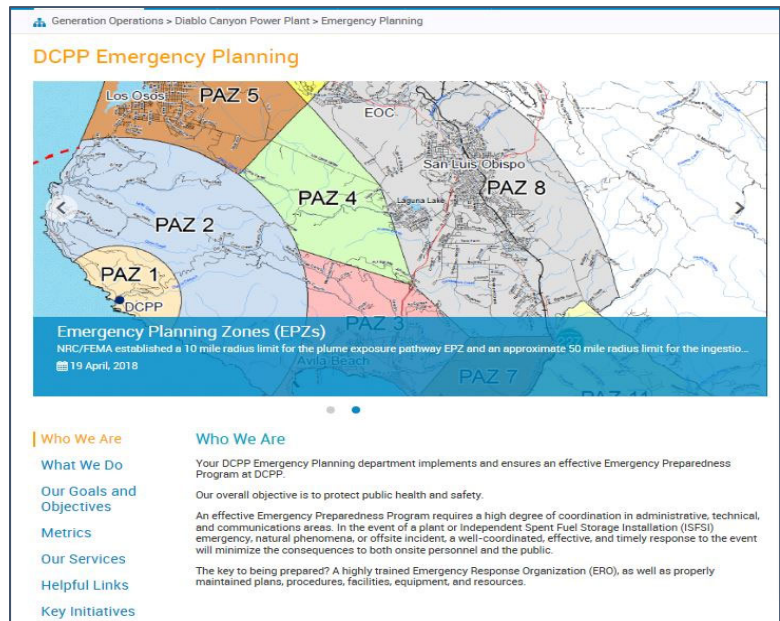 Generation Operations > Diablo Canyon Power Plant > Emergency Planning
DCPP Emergency Planning
Los Osos
PAZ 5
EOC
San Luis Obispo
PAZ 4
Laguna Lake
PAZ 8
PAZ 2
PAZ 1
DCPP
PAZ 3
Emergency Planning Zones (EPZs)
NRC/FEMA established a 10 mile radius limit for the plume exposure pathway EPZ and an approximate 50 mile radius limit for the ingestio...
Avila Beach
19 April, 2018
PAZ 7
PAZ 11
Who We Are
What We Do
Our Goals and
Objectives
Metrics
Our Services
Helpful Links
Key Initiatives
Who We Are
Your DCPP Emergency Planning department implements and ensures an effective Emergency Preparedness
Program at DCPP.
Our overall objective is to protect public health and safety.
An effective Emergency Preparedness Program requires a high degree of coordination in administrative, technical,
and communications areas. In the event of a plant or Independent Spent Fuel Storage Installation (ISFSI)
emergency, natural phenomena, or offsite incident, a well-coordinated, effective, and timely response to the event
will minimize the consequences to both onsite personnel and the public.
The key to being prepared? A highly trained Emergency Response Organization (ERO), as well as properly
maintained plans, procedures, facilities, equipment, and resources.